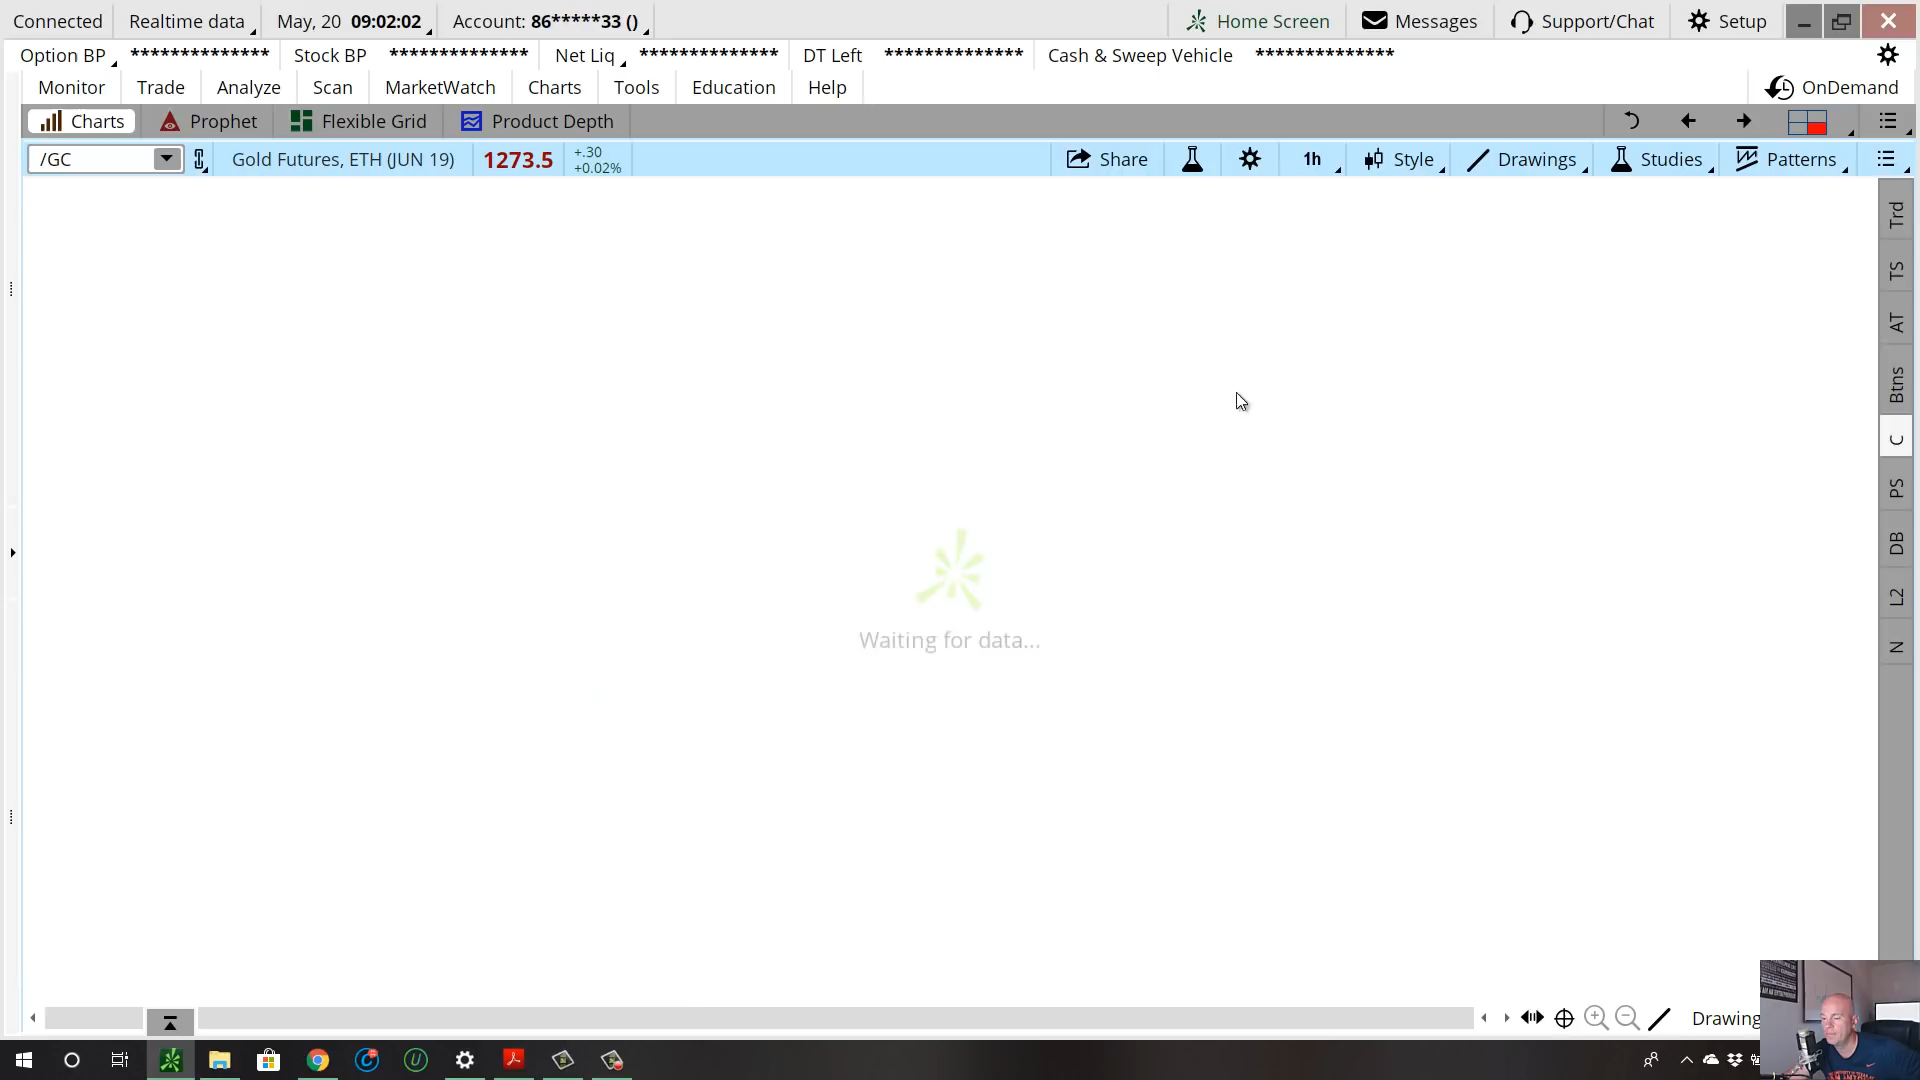 Connected Realtime data May, 20 09:02:02 Account: 86*****33 () Home Screen Messages Support/Chat Setup
Option BP ************** Stock BP ************** Net Liq ************** DT Left ************** Cash & Sweep Vehicle **************
Monitor Trade Analyze Scan MarketWatch Charts Tools Education Help OnDemand
Charts Prophet Flexible Grid Product Depth
/GC Gold Futures, ETH (JUN 19) 1273.5 +.30 Share 1h Style Drawings Studies Patterns
+0.02%
Trd
TS
AT
Btns
C
PS
DB
L2
N
Waiting for data...
Drawing